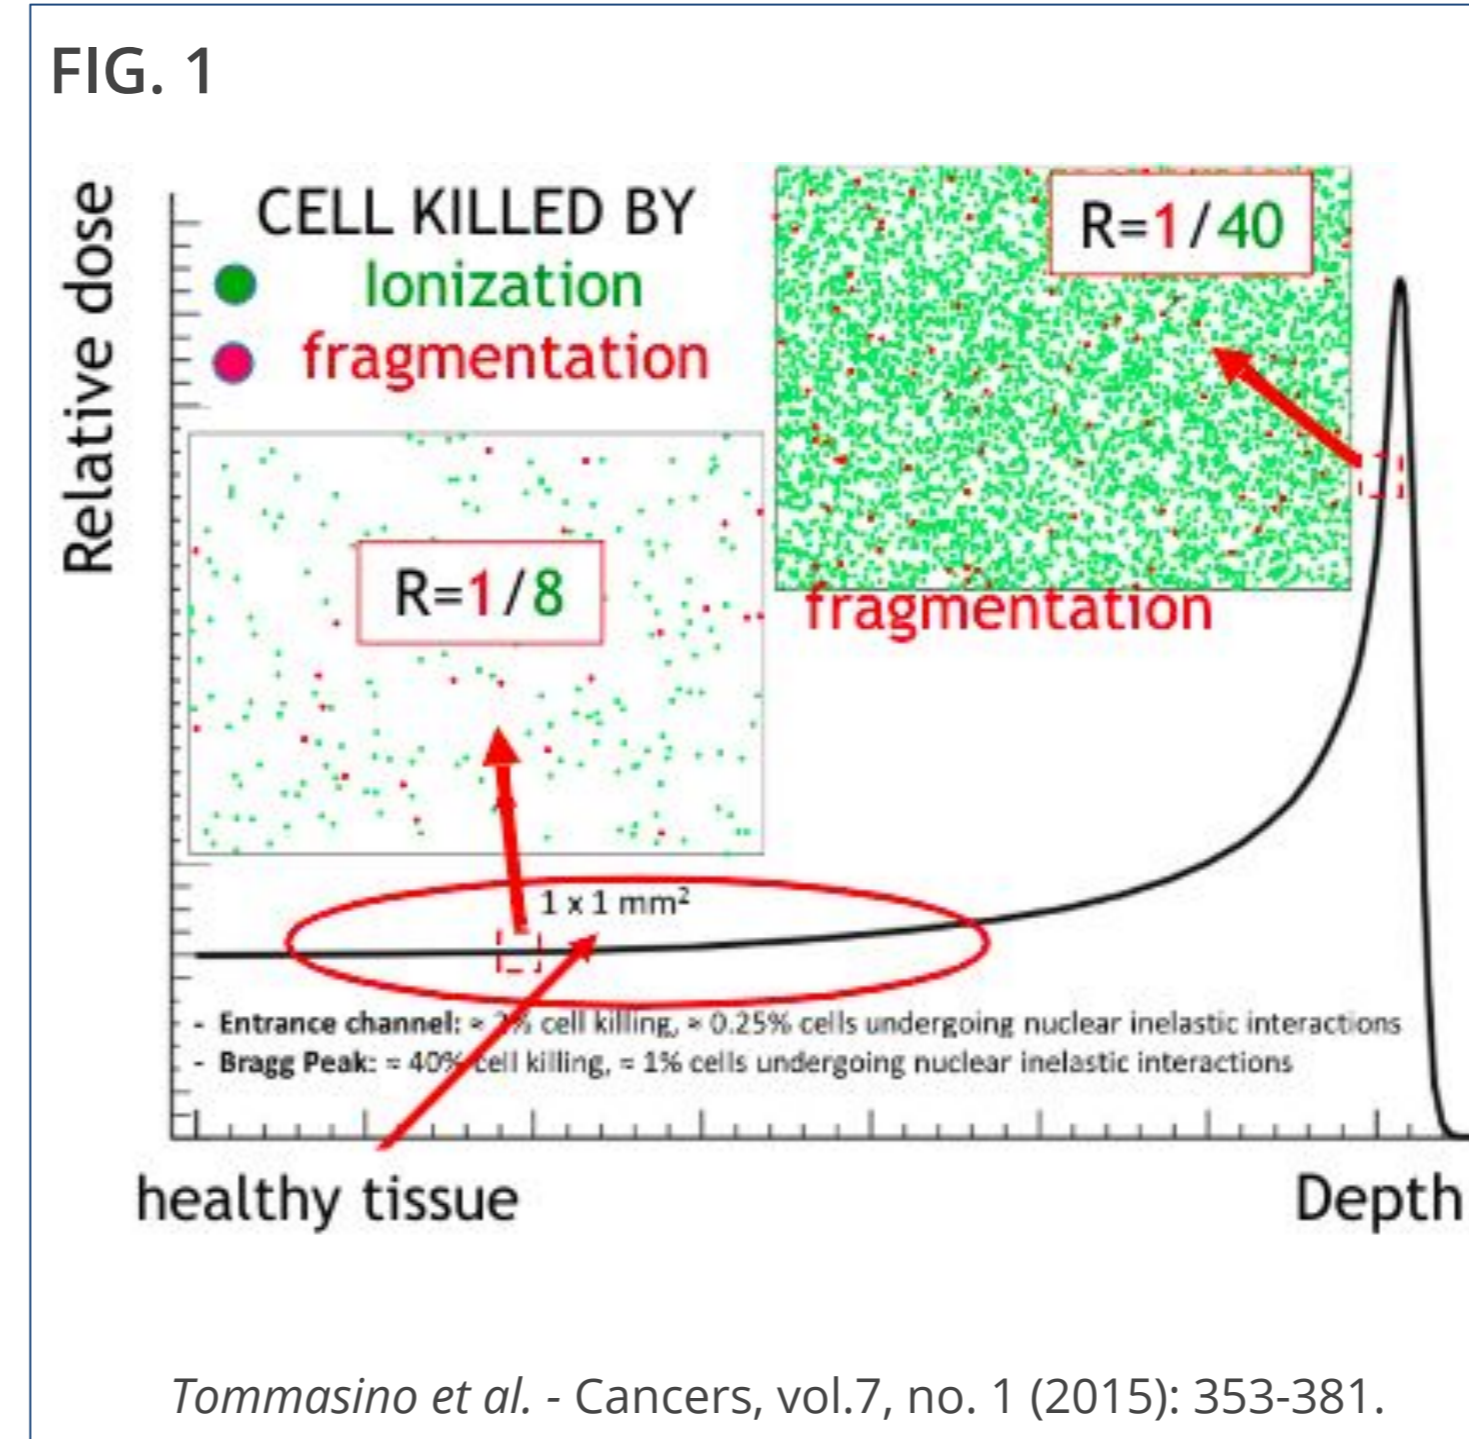 FIG. 1
Relative dose
CELL KILLED BY
Ionization
fragmentation
R=1/40
R=1/8
fragmentation
1 x 1 mm²
- Entrance channel: ≈ 2% cell killing, ≈ 0.25% cells undergoing nuclear inelastic interactions
- Bragg Peak: ≈ 40% cell killing, ≈ 1% cells undergoing nuclear inelastic interactions
healthy tissue
Depth
Tommasino et al. - Cancers, vol.7, no. 1 (2015): 353-381.